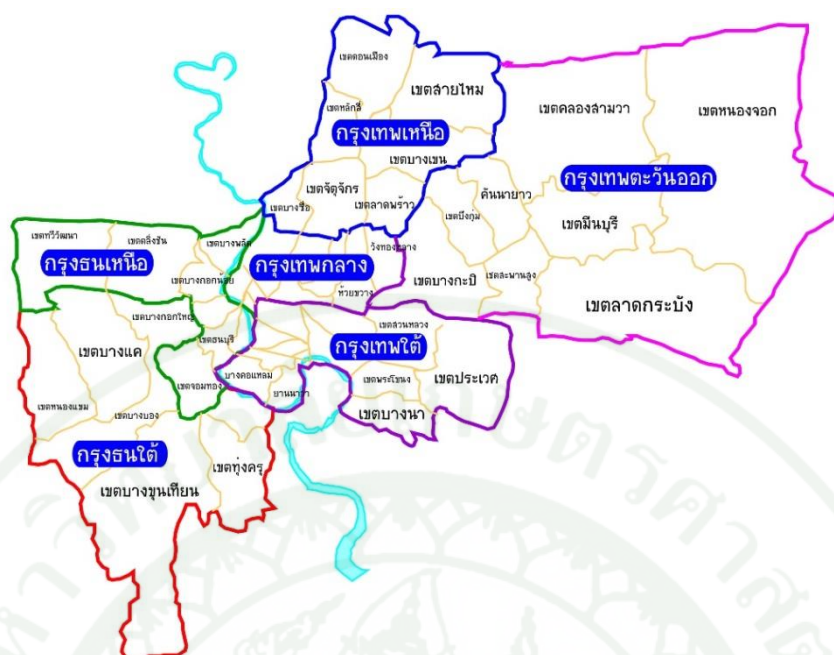 เขตดอนเมือง
เขตสายไหม
เขตหลักสี่
กรุงเทพเหนือ
เขตบางเขน
เขตจตุจักร
เขตบางซื่อ
เขตลาดพร้าว
เขตคลองสามวา
เขตหนองจอก
กรุงเทพตะวันออก
คันนายาว
เขตบึงกุ่ม
เขตมีนบุรี
เขตบางกะปิ
เขตสะพานสูง
เขตลาดกระบัง
เขตทวีวัฒนา
เขตตลิ่งชัน
เขตบางพลัด
กรุงธนเหนือ
เขตบางกอกน้อย
เขตบางกอกใหญ่
เขตธนบุรี
เขตจอมทอง
วังทองหลาง
กรุงเทพกลาง
ห้วยขวาง
เขตสวนหลวง
กรุงเทพใต้
บางคอแหลม
ยานนาวา
เขตพระโขนง
เขตประเวศ
เขตบางนา
เขตบางแค
เขตหนองแขม
เขตบางบอน
กรุงธนใต้
เขตทุ่งครุ
เขตบางขุนเทียน